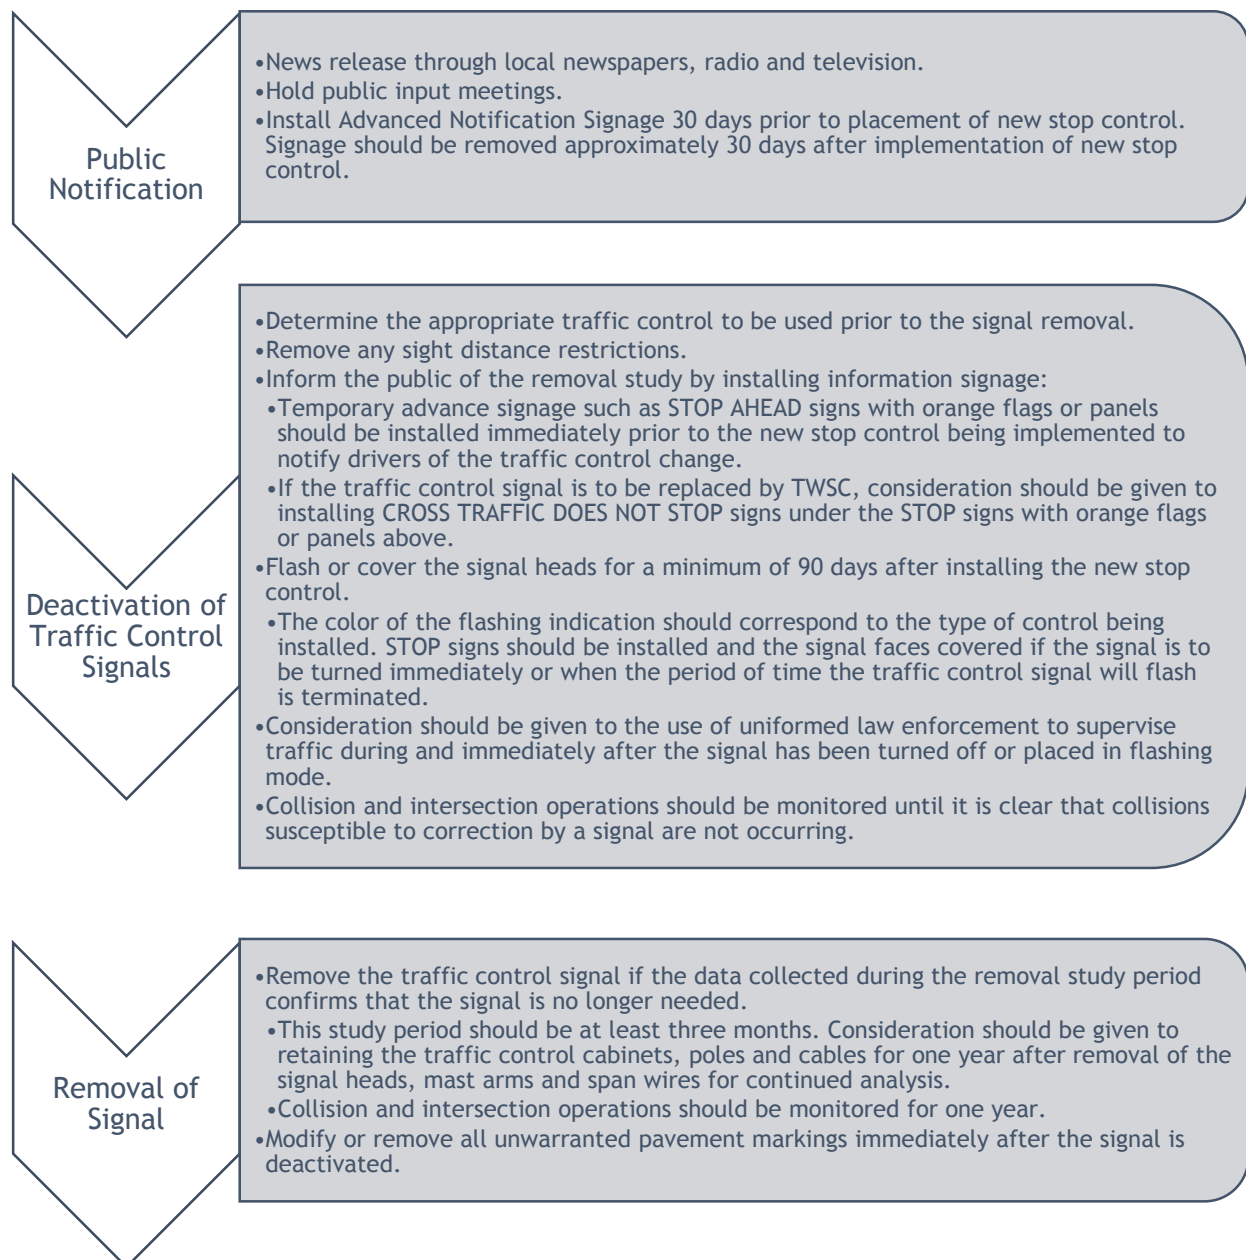 Public
Notification
•News release through local newspapers, radio and television.
•Hold public input meetings.
•Install Advanced Notification Signage 30 days prior to placement of new stop control.
Signage should be removed approximately 30 days after implementation of new stop
control.
Deactivation of
Traffic Control
Signals
•Determine the appropriate traffic control to be used prior to the signal removal.
•Remove any sight distance restrictions.
•Inform the public of the removal study by installing information signage:
•Temporary advance signage such as STOP AHEAD signs with orange flags or panels
should be installed immediately prior to the new stop control being implemented to
notify drivers of the traffic control change.
•If the traffic control signal is to be replaced by TWSC, consideration should be given to
installing CROSS TRAFFIC DOES NOT STOP signs under the STOP signs with orange flags
or panels above.
•Flash or cover the signal heads for a minimum of 90 days after installing the new stop
control.
•The color of the flashing indication should correspond to the type of control being
installed. STOP signs should be installed and the signal faces covered if the signal is to
be turned immediately or when the period of time the traffic control signal will flash
is terminated.
•Consideration should be given to the use of uniformed law enforcement to supervise
traffic during and immediately after the signal has been turned off or placed in flashing
mode.
•Collision and intersection operations should be monitored until it is clear that collisions
susceptible to correction by a signal are not occurring.
Removal of
Signal
•Remove the traffic control signal if the data collected during the removal study period
confirms that the signal is no longer needed.
•This study period should be at least three months. Consideration should be given to
retaining the traffic control cabinets, poles and cables for one year after removal of the
signal heads, mast arms and span wires for continued analysis.
•Collision and intersection operations should be monitored for one year.
•Modify or remove all unwarranted pavement markings immediately after the signal is
deactivated.